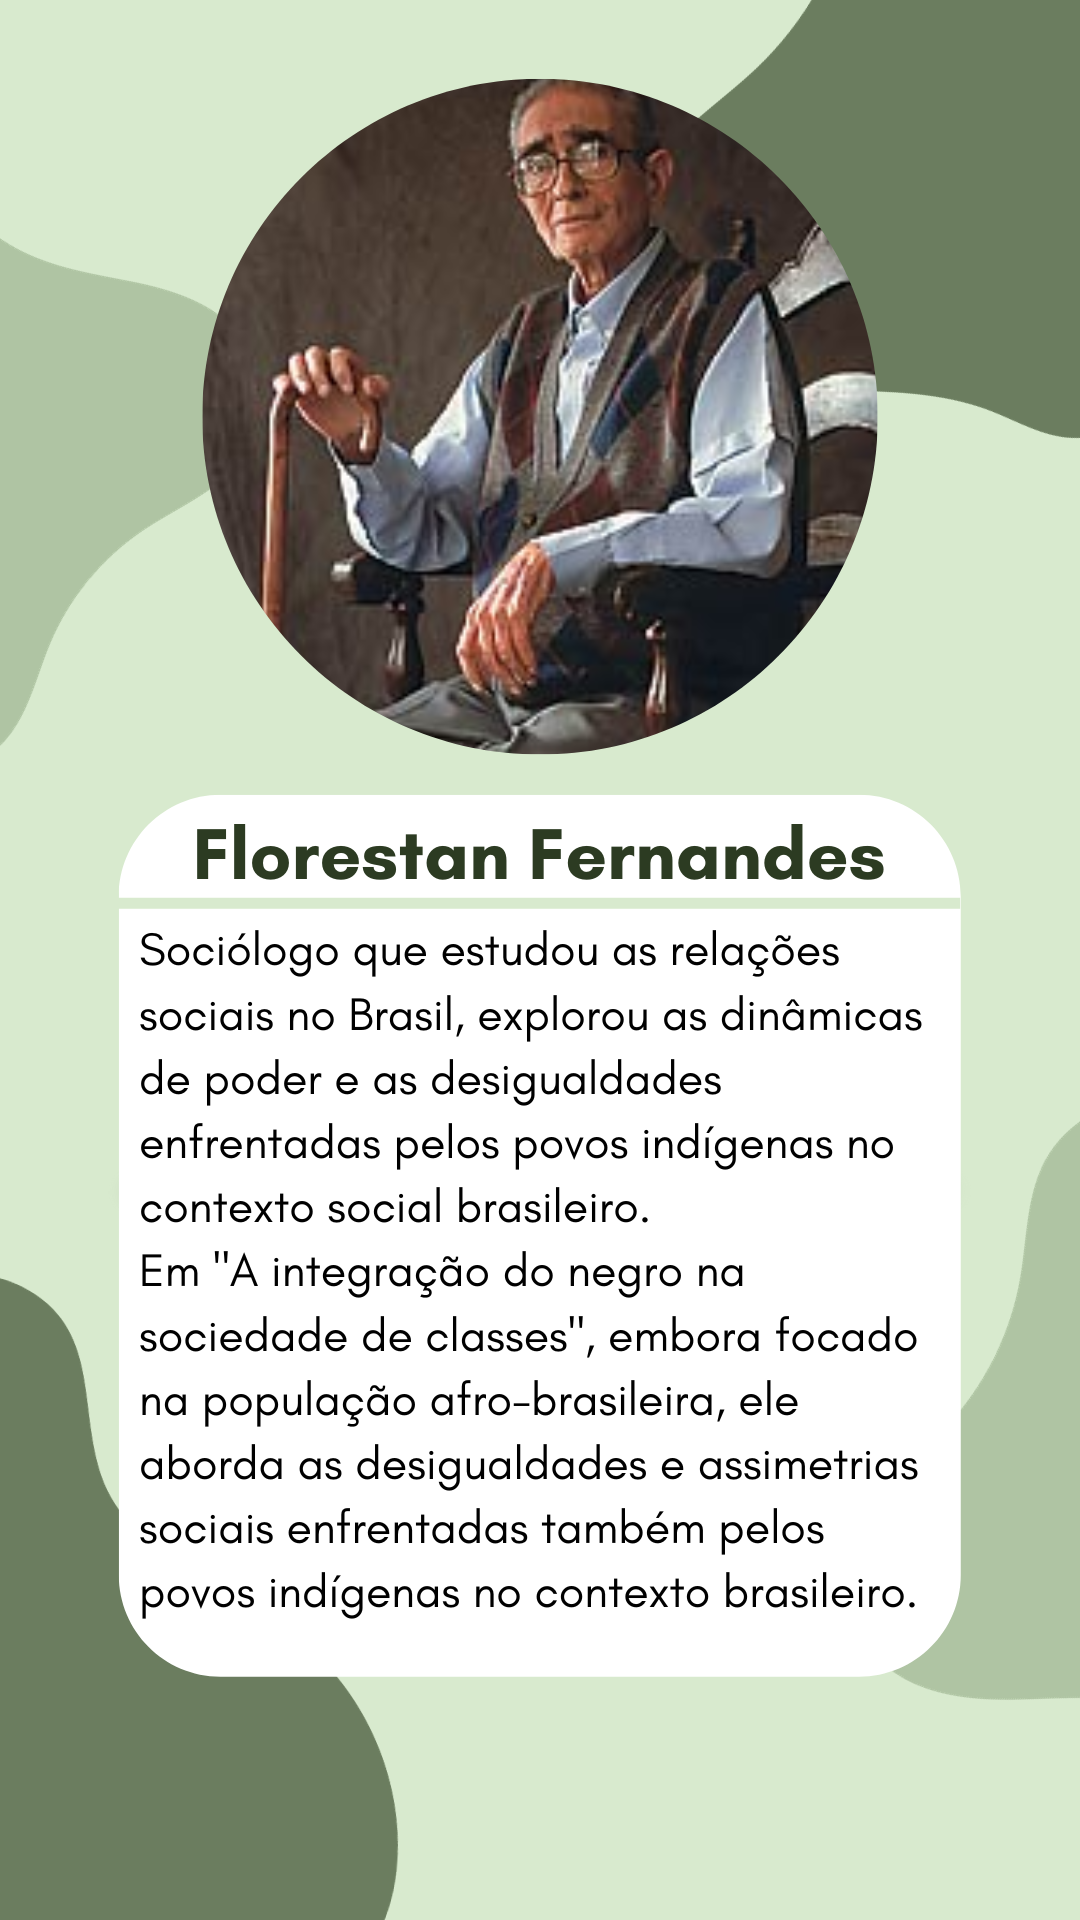 Florestan Fernandes
Sociólogo que estudou as relações
sociais no Brasil, explorou as dinâmicas
de poder e as desigualdades
enfrentadas pelos povos indígenas no
contexto social brasileiro.
Em "A integração do negro na
sociedade de classes", embora focado
na população afro-brasileira, ele
aborda as desigualdades e assimetrias
sociais enfrentadas também pelos
povos indígenas no contexto brasileiro.